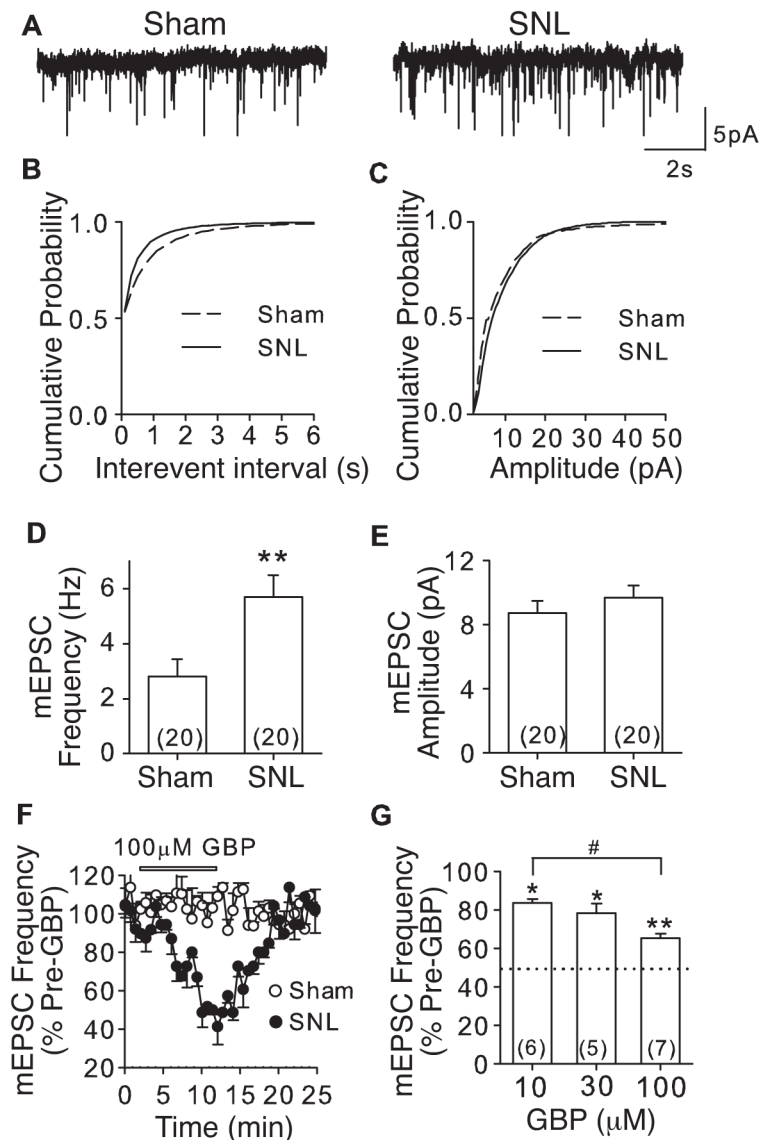 A
Sham
SNL
5pA
2s
B
Cumulative Probability
1.0
0.5
0.0
Sham
SNL
0 1 2 3 4 5 6
Interevent interval (s)
C
Cumulative Probability
1.0
0.5
0.0
Sham
SNL
10 20 30 40 50
Amplitude (pA)
D
mEPSC
Frequency (Hz)
6
4
2
0
**
(20) (20)
Sham SNL
E
mEPSC
Amplitude (pA)
12
8
4
0
(20) (20)
Sham SNL
F
100μM GBP
mEPSC Frequency
(% Pre-GBP)
120
100
80
60
40
20
Sham
SNL
0 5 10 15 20 25
Time (min)
G
mEPSC Frequency
(% Pre-GBP)
100
80
60
40
20
0
#
* * **
(6) (5) (7)
10 30 100
GBP (μM)